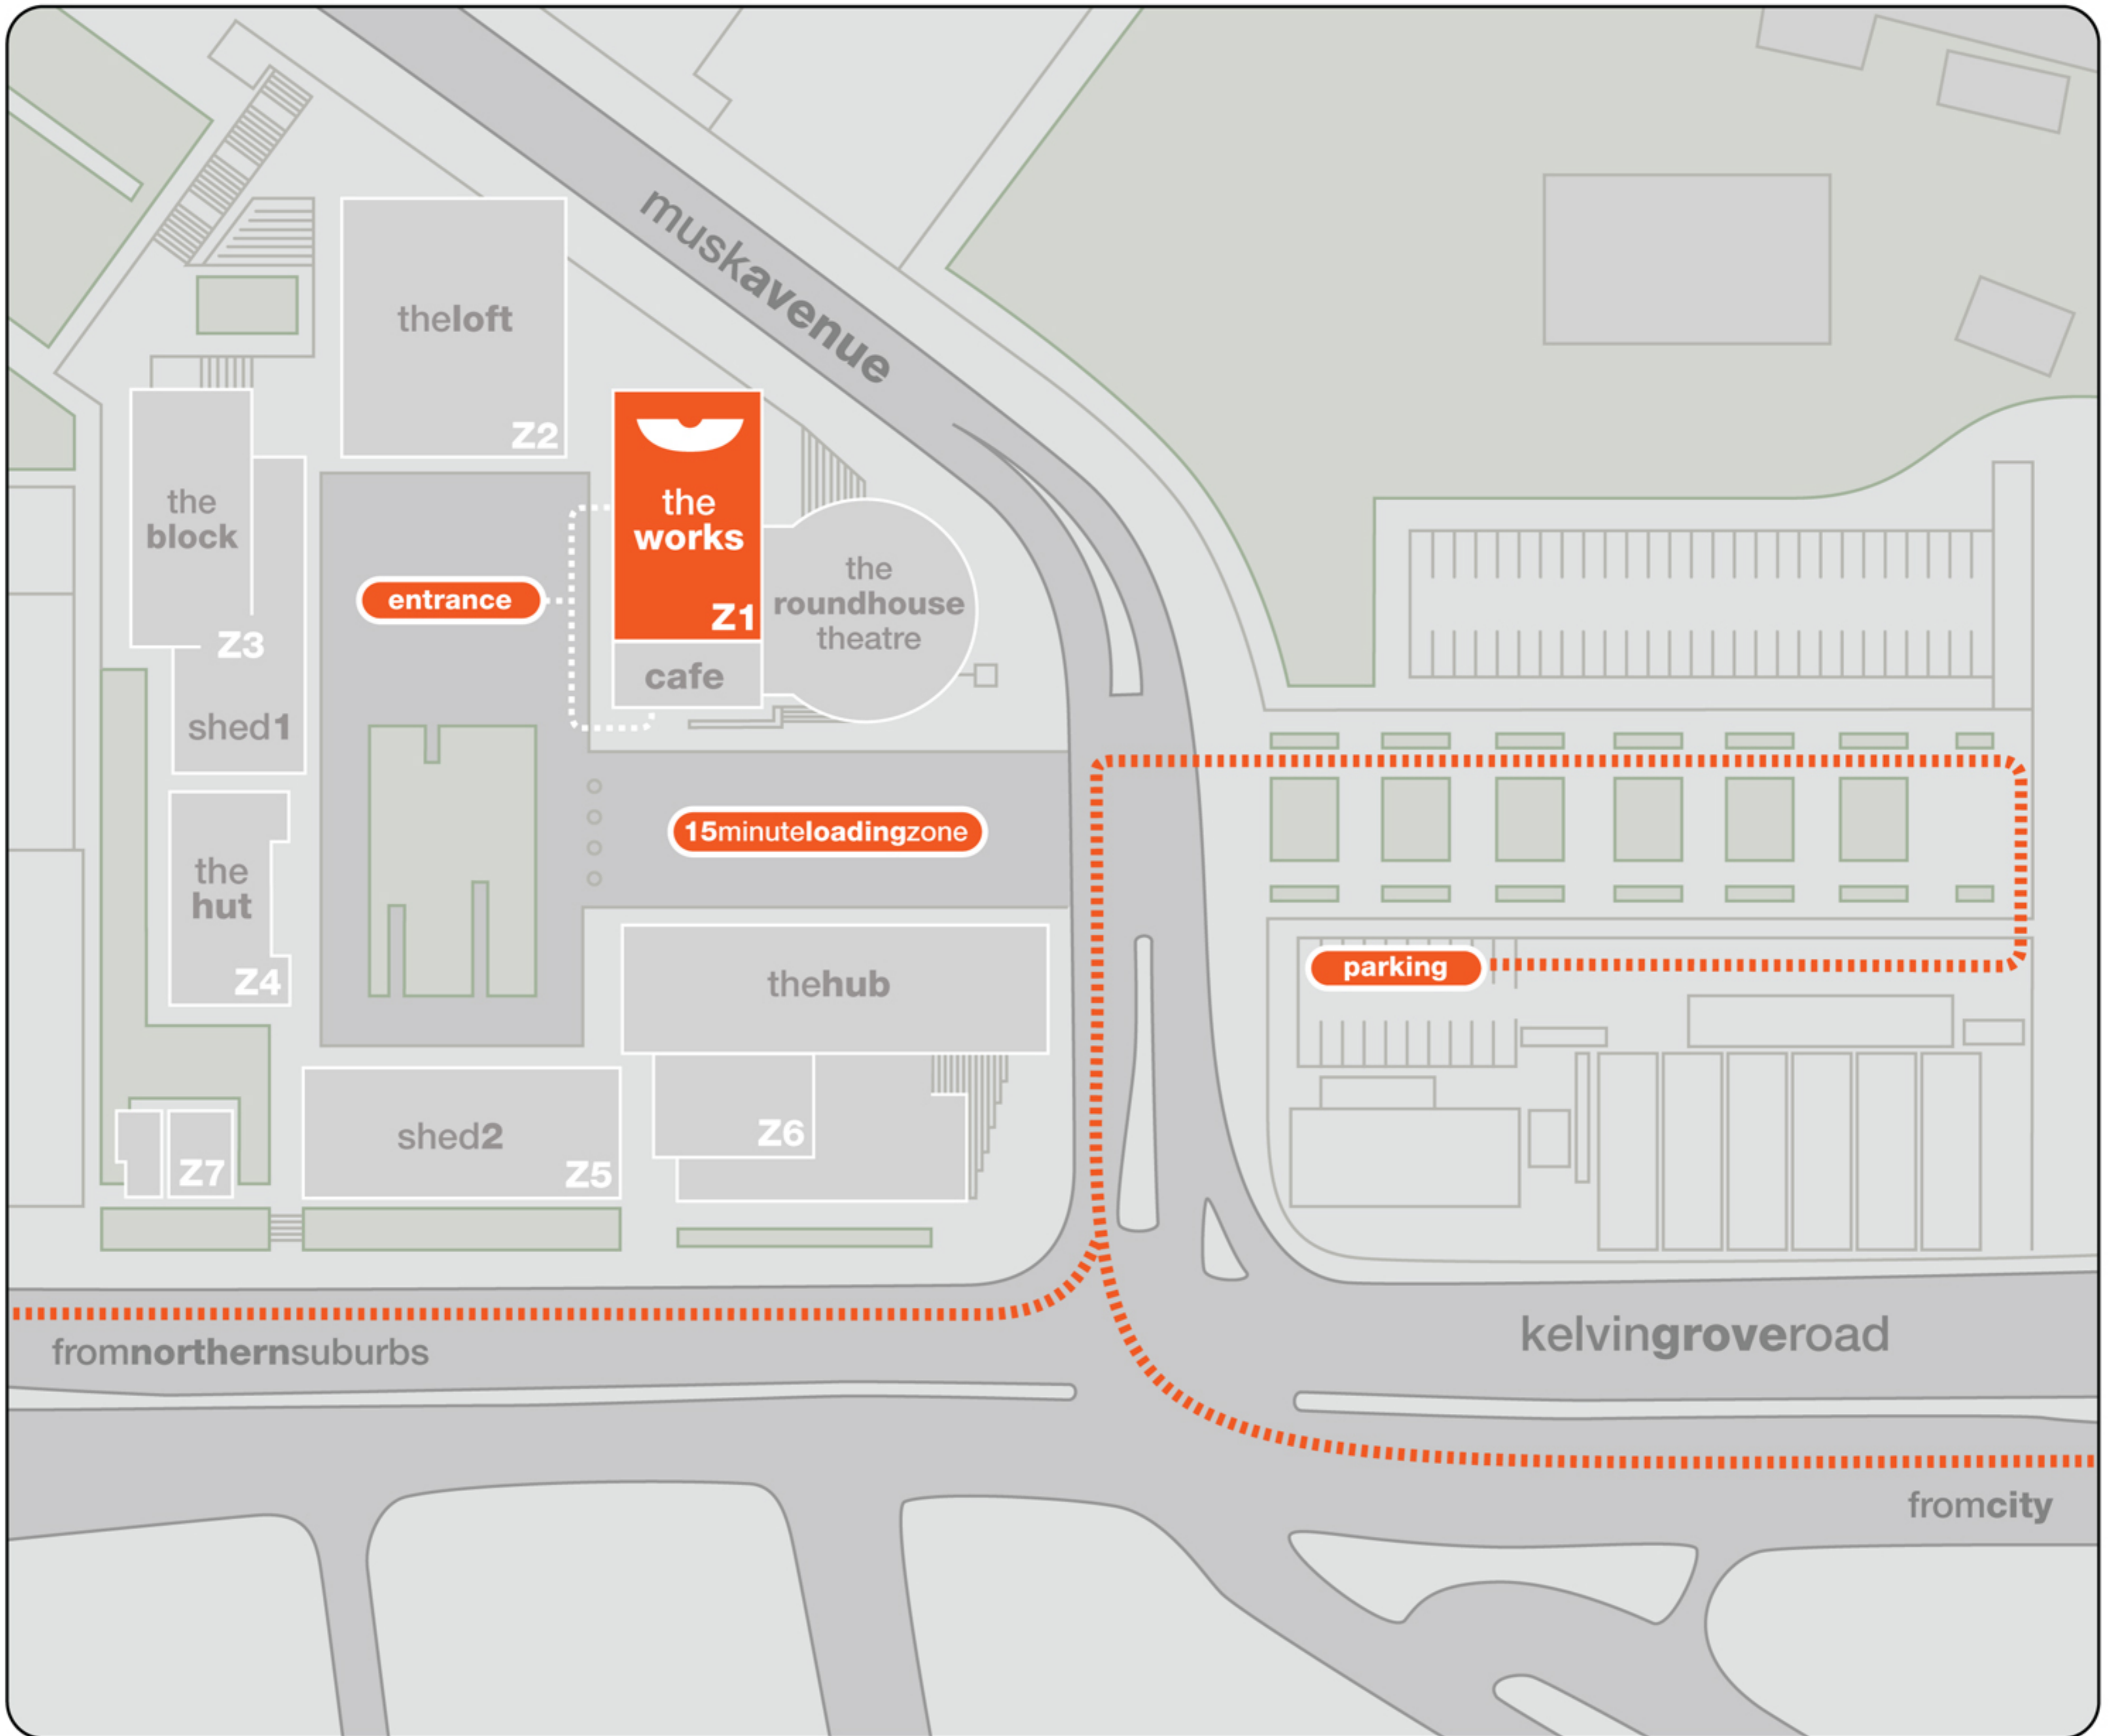 muskavenue
theloft
Z2
the
block
Z3
shed1
entrance
the
works
Z1
cafe
the
roundhouse
theatre
15minuteloadingzone
the
hut
Z4
thehub
parking
Z6
shed2
Z5
Z7
fromnorthernsuburbs
kelvingroveroad
fromcity